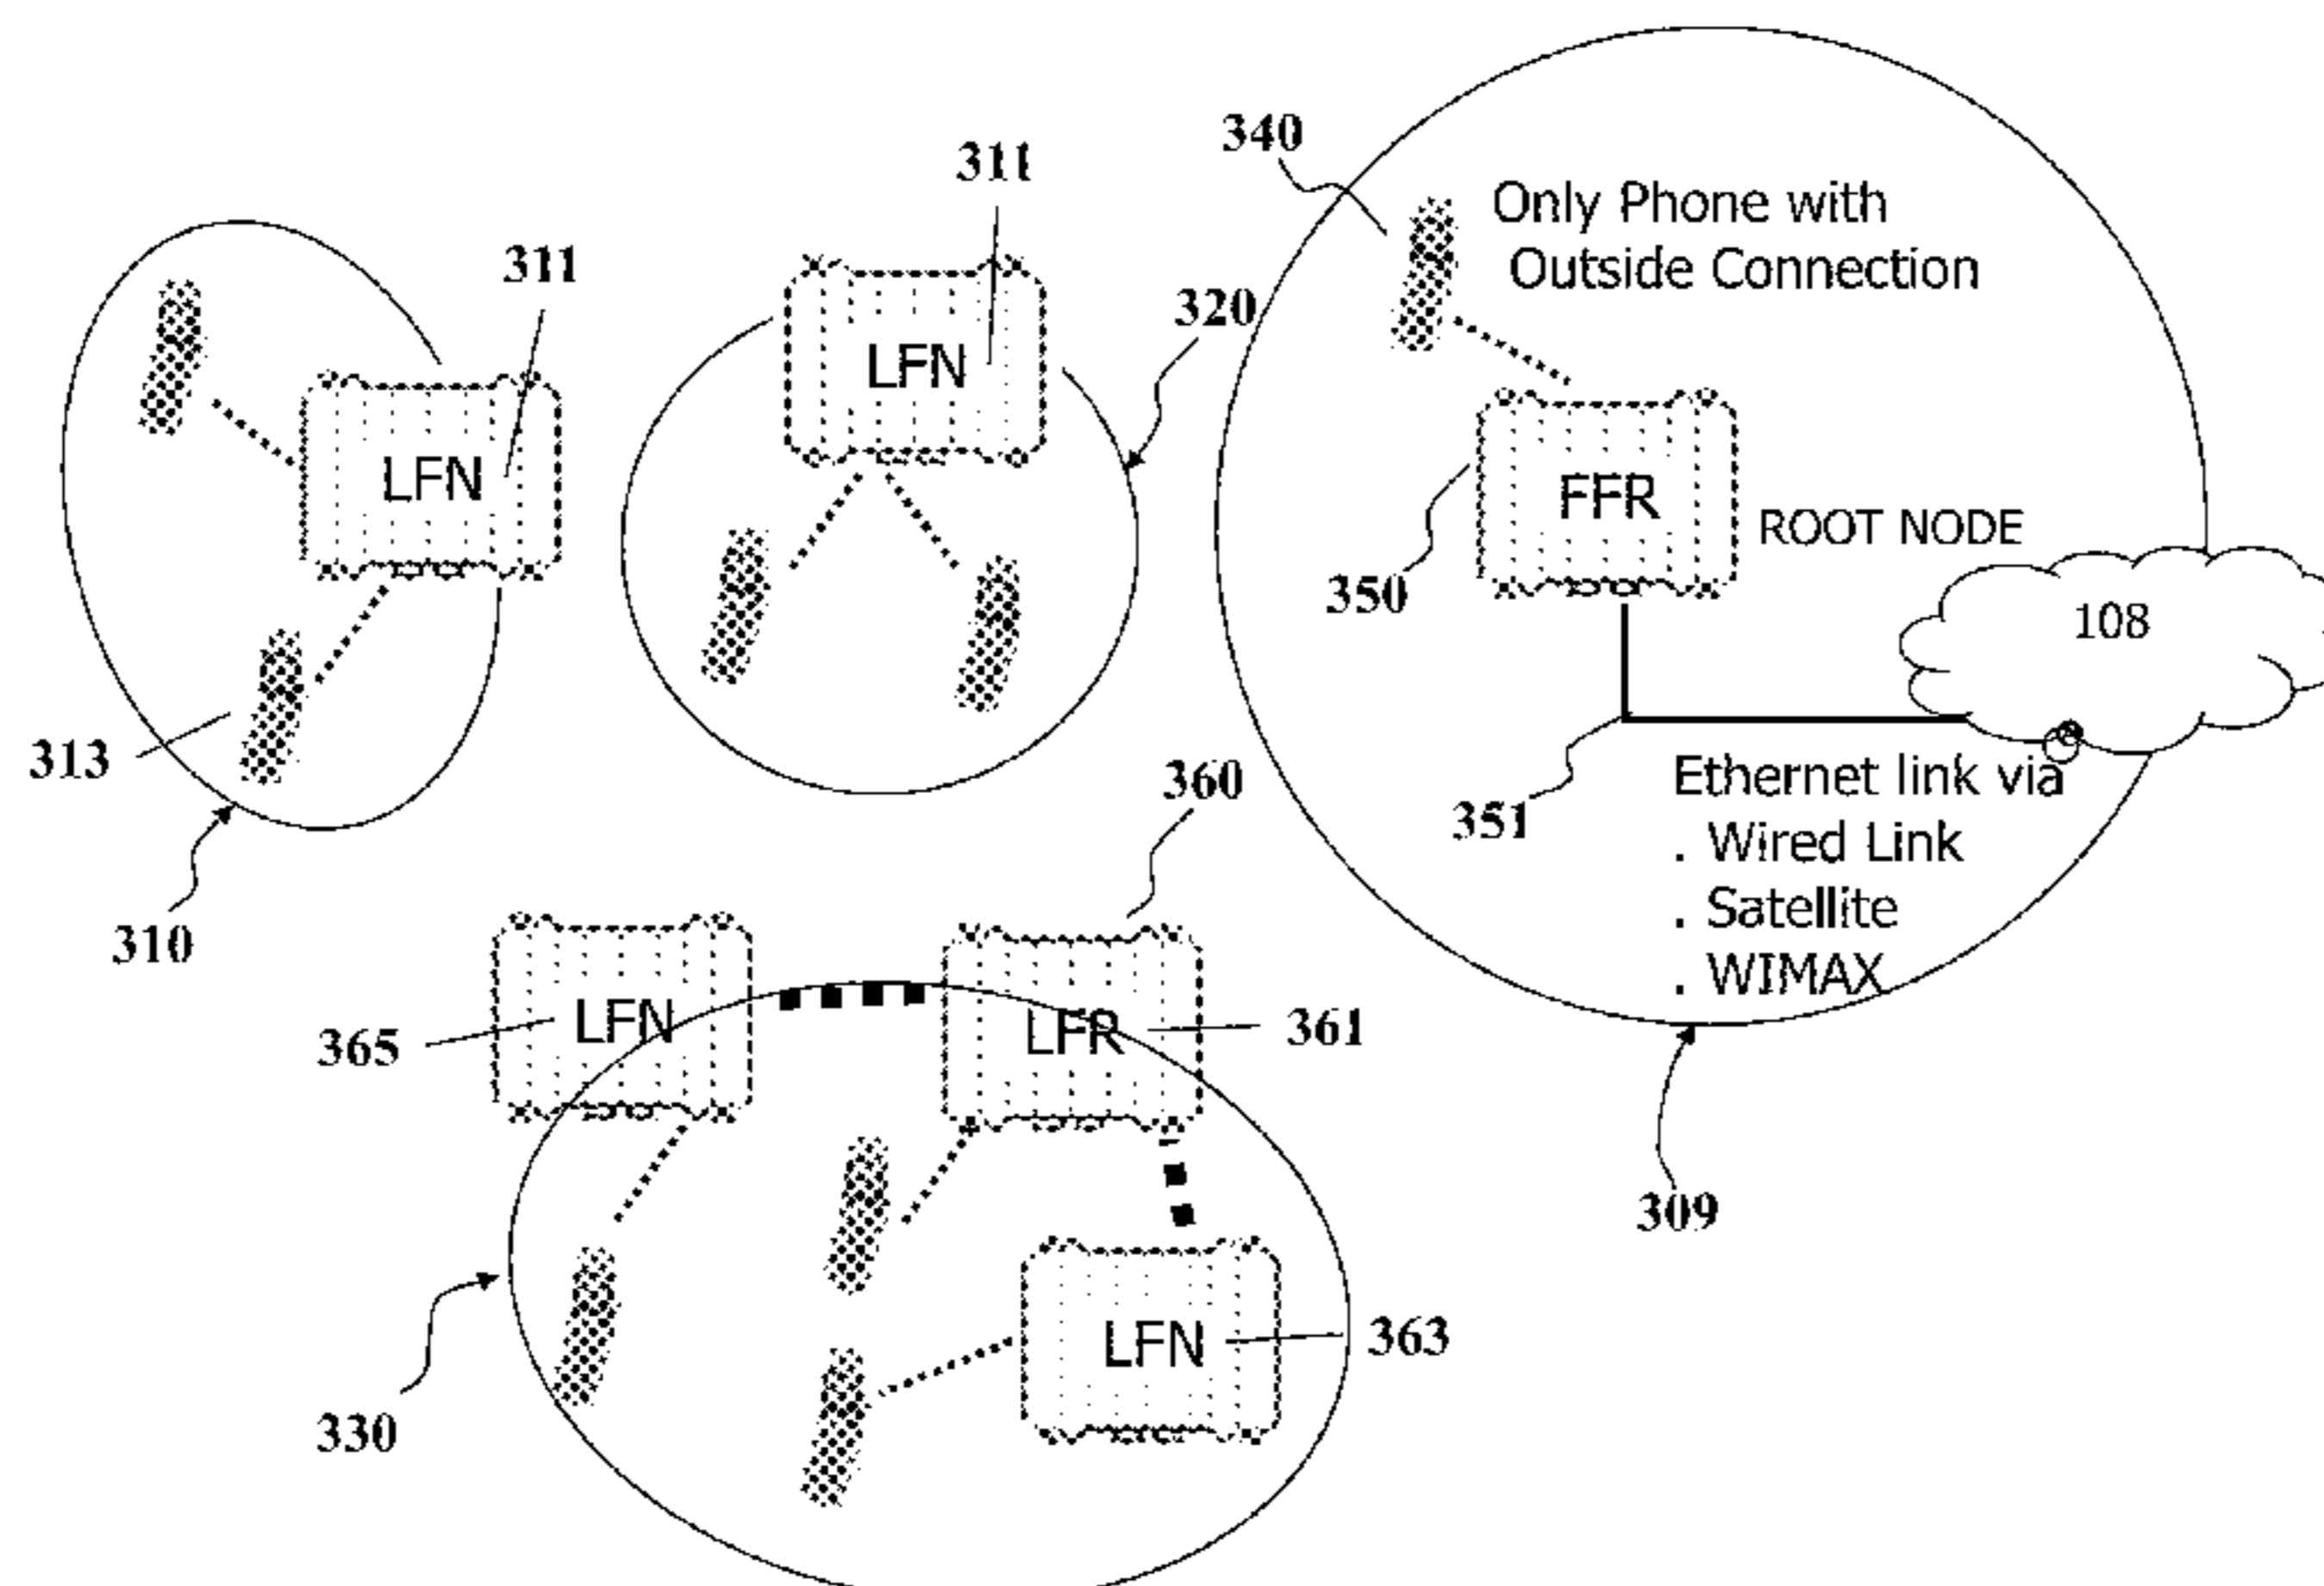 340
311
Only Phone with
Outside Connection
311
320
LFN
LFN
FFR
ROOT NODE
350
108
313
360
351
Ethernet link via
. Wired Link
. Satellite
. WIMAX
310
LFN
LFR
365
361
309
LFN
363
330